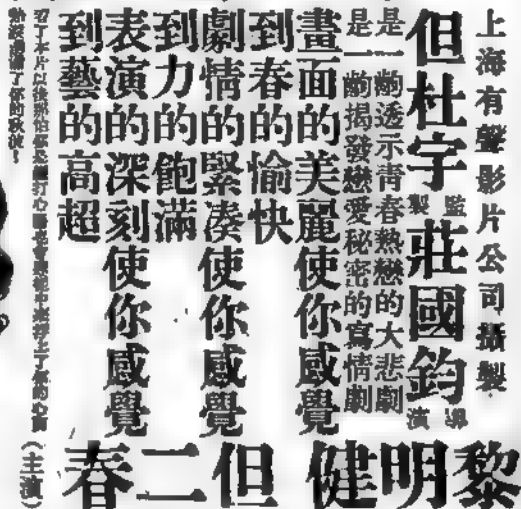 上海有聲影片公司攝製
但杜宇 監製 莊國鈞 導演
是一齣透示青春熱戀的大悲劇
是一齣揭發戀愛秘密的寫情劇
畫面的美麗使你感覺
到春的愉快
劇情的緊湊使你感覺
到力的飽滿
表演的深刻使你感覺
到藝的高超
黎明健 但二春
(主演)